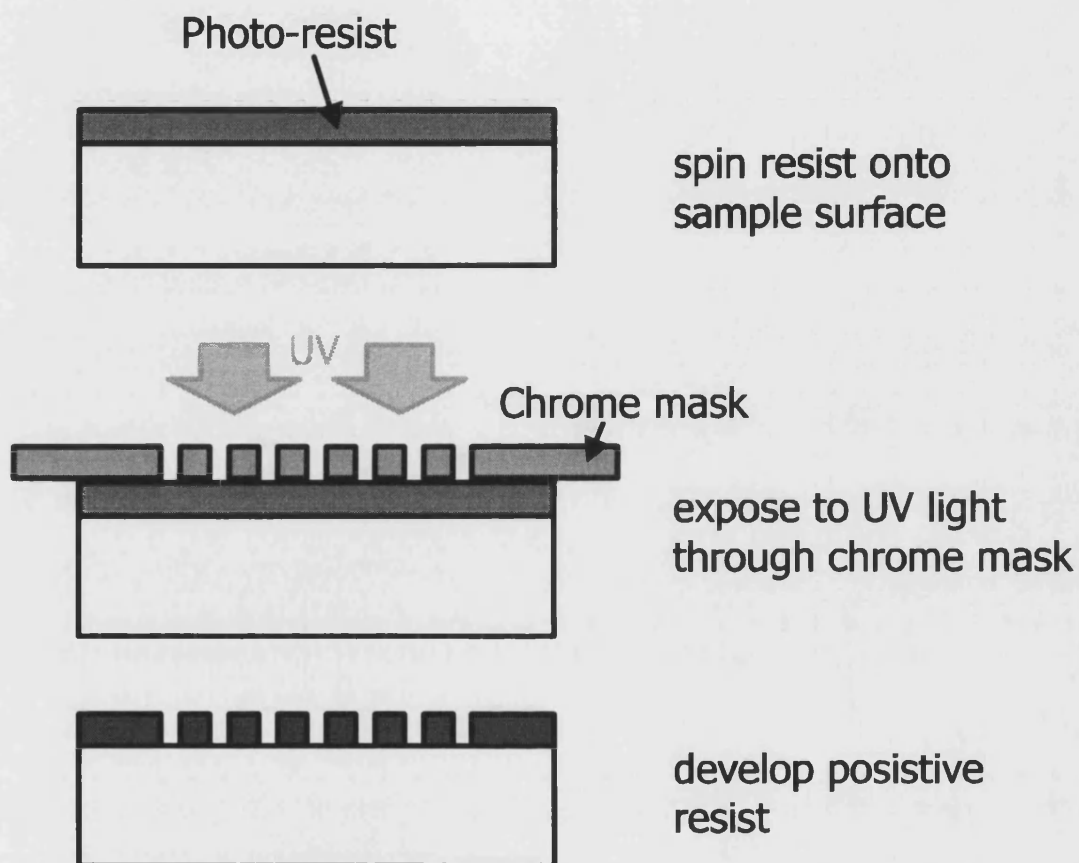 Photo-resist
spin resist onto
sample surface
UV
Chrome mask
expose to UV light
through chrome mask
develop posistive
resist